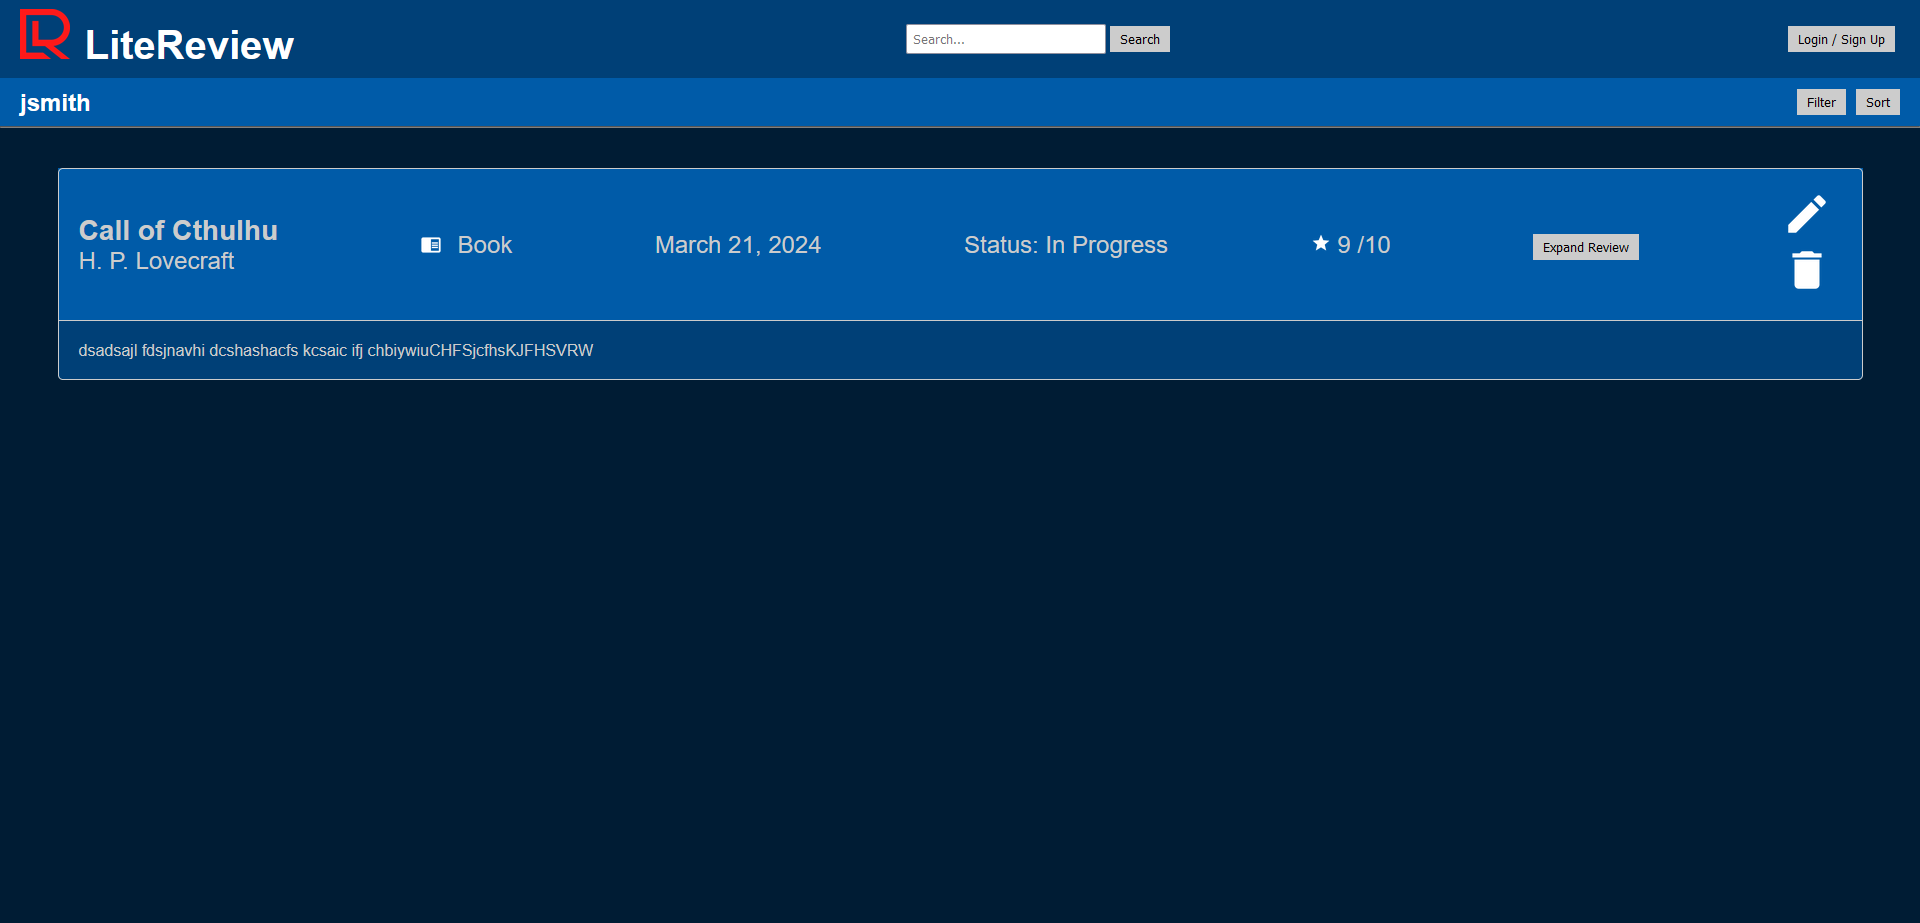 LiteReview
Search...
Search
Login / Sign Up
jsmith
Filter
Sort
Call of Cthulhu
H. P. Lovecraft
Book
March 21, 2024
Status: In Progress
9 /10
Expand Review
dsadsajl fdsjnavhi dcshashacfs kcsaic ifj chbiywiuCHFSjcfhsKJFHSVRW